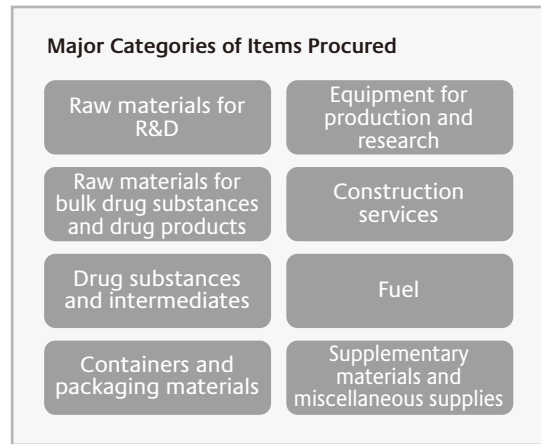 Major Categories of Items Procured
Raw materials for
R&D
Equipment for
production and
research
Raw materials for
bulk drug substances
and drug products
Construction
services
Drug substances
and intermediates
Fuel
Containers and
packaging materials
Supplementary
materials and
miscellaneous supplies